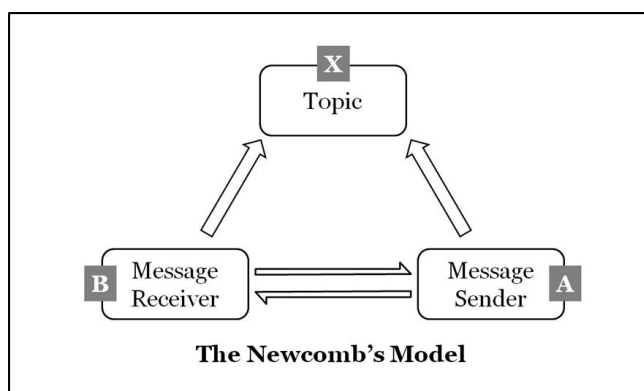 X
Topic
B
Message
Receiver
Message
Sender
A
The Newcomb's Model